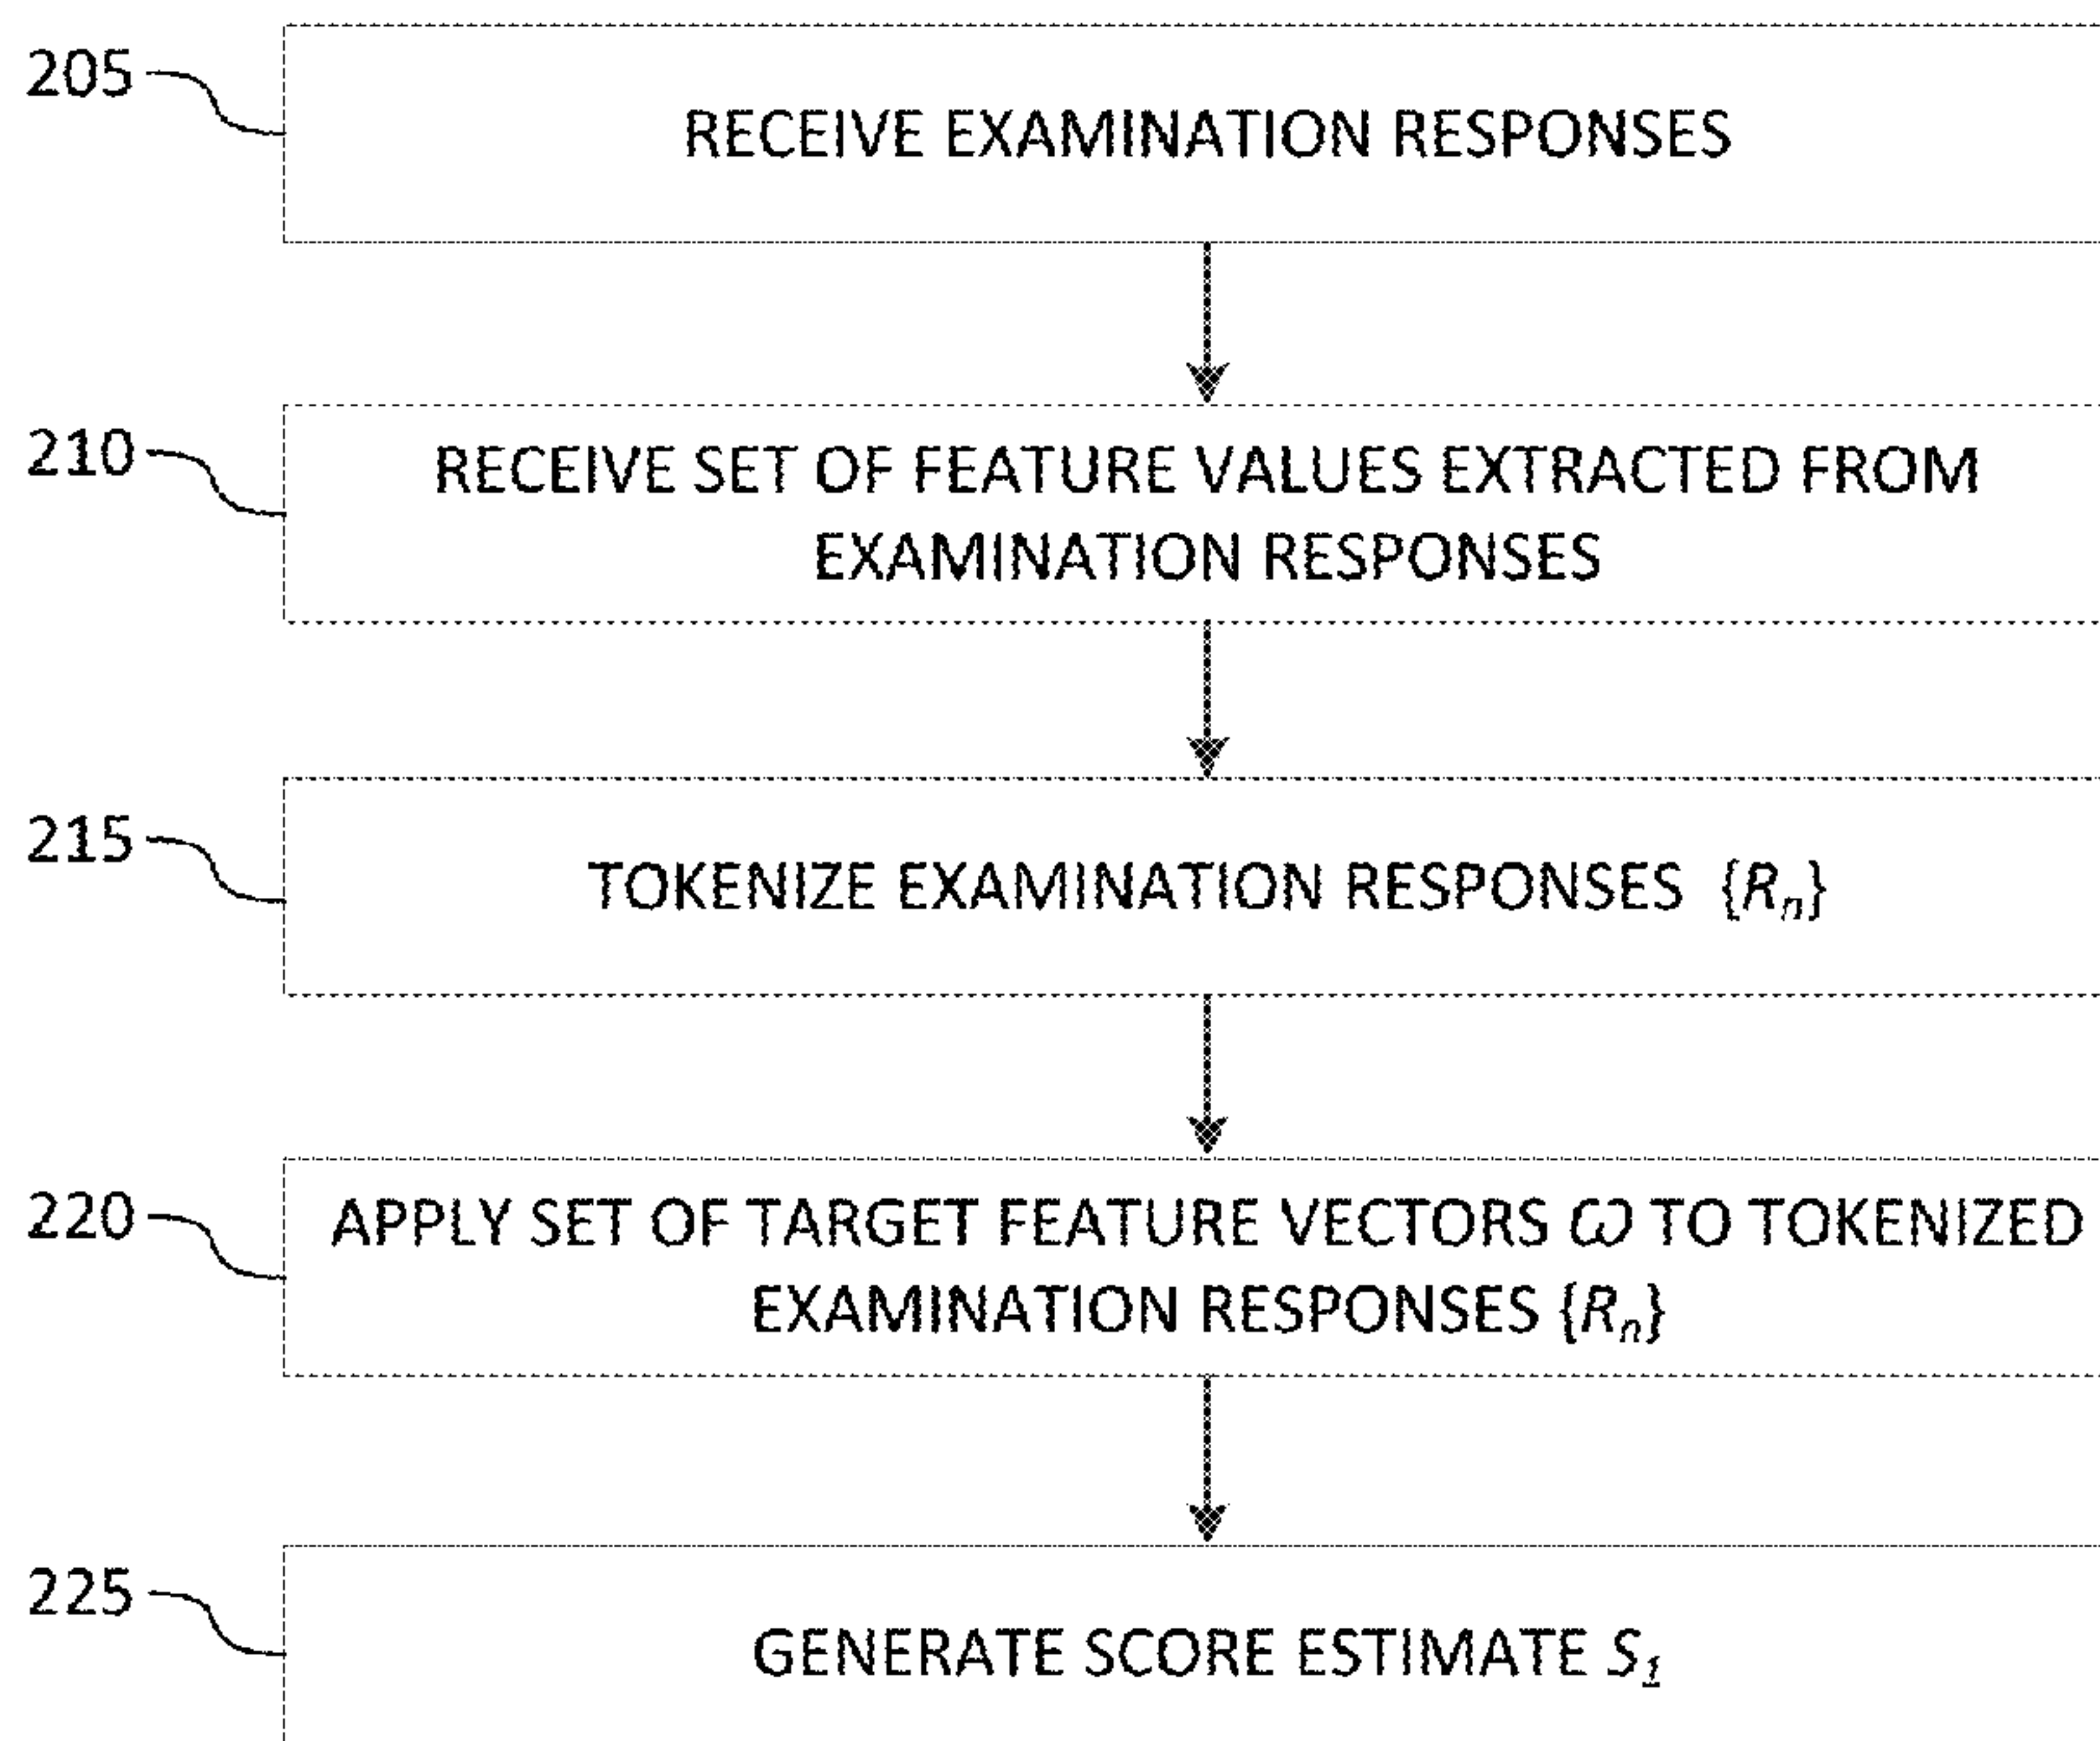 205
RECEIVE EXAMINATION RESPONSES
210
RECEIVE SET OF FEATURE VALUES EXTRACTED FROM
EXAMINATION RESPONSES
215
TOKENIZE EXAMINATION RESPONSES {Rₙ}
220
APPLY SET OF TARGET FEATURE VECTORS ω TO TOKENIZED
EXAMINATION RESPONSES {Rₙ}
225
GENERATE SCORE ESTIMATE S₁